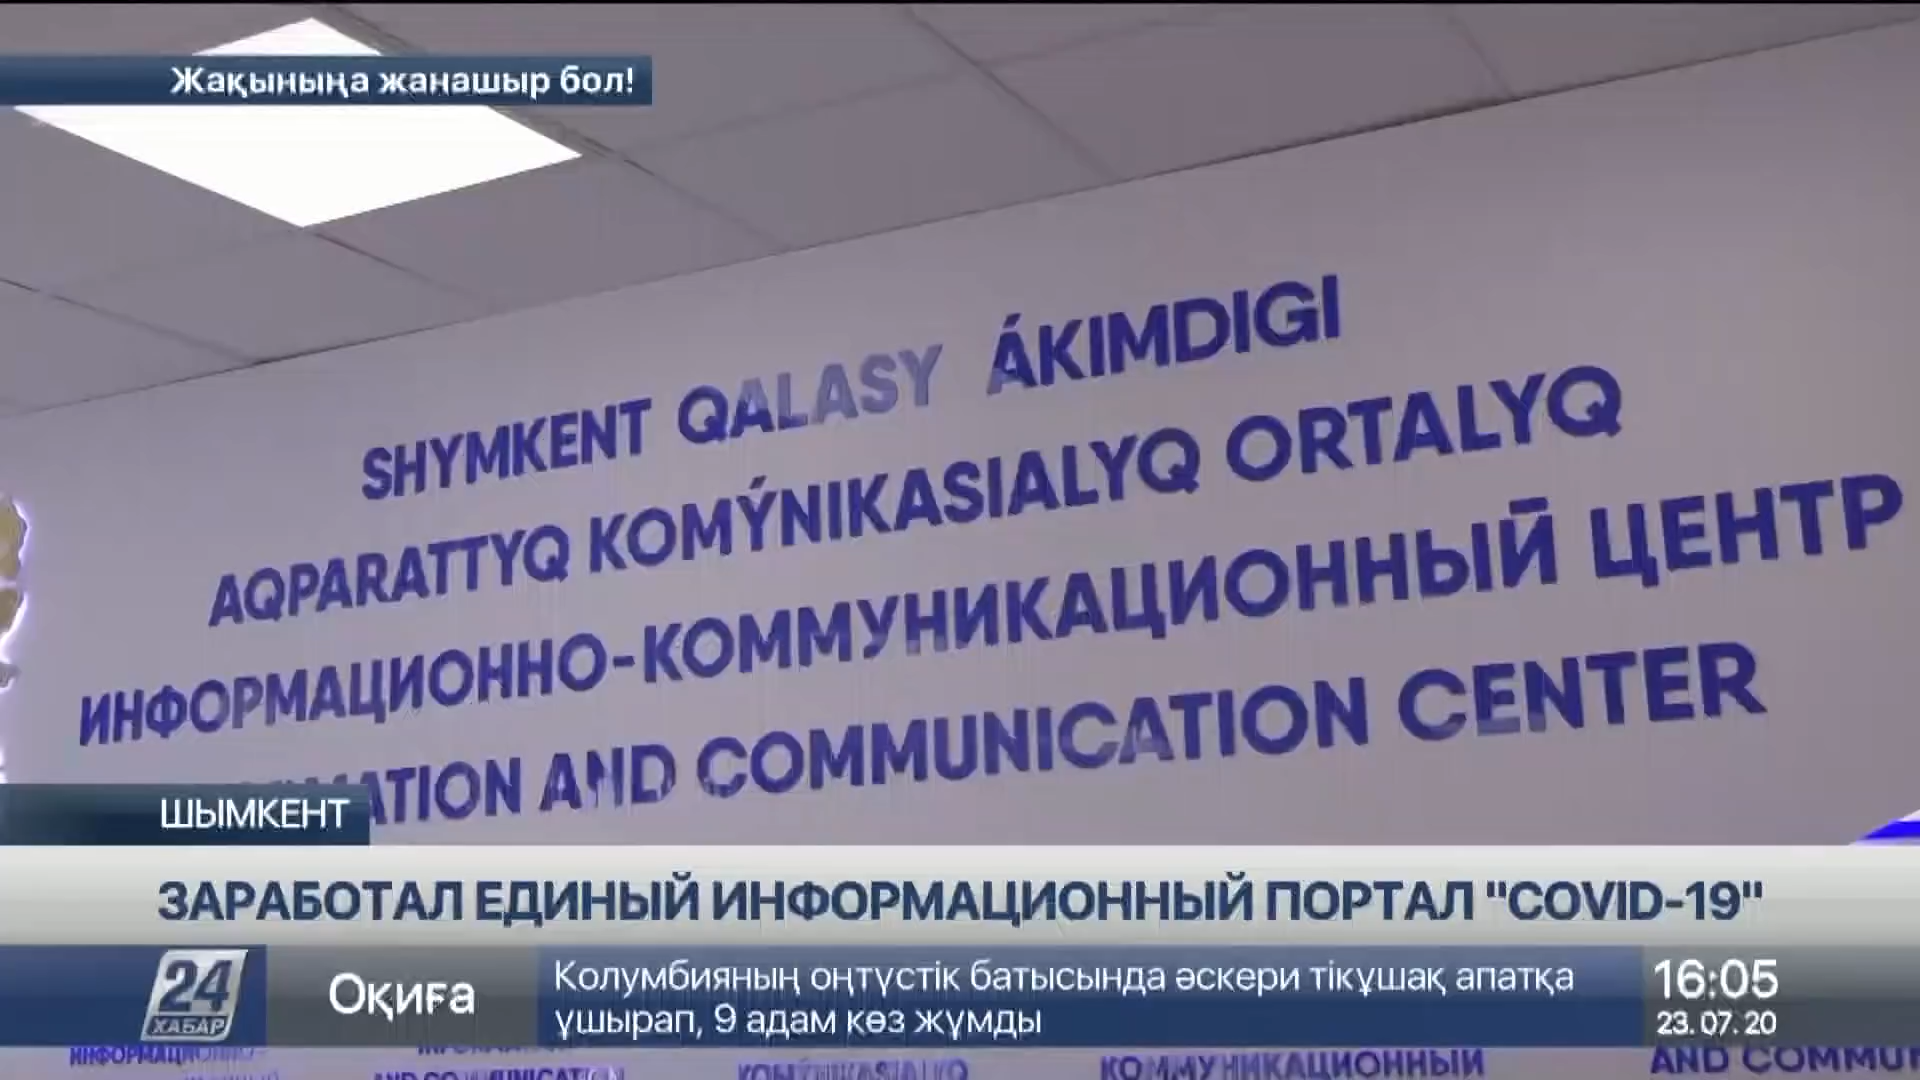 Жақыныңа жанашыр бол!
SHYMKENT QALASY ÁKIMDIGI
AQPARATTYQ KOMÝNIKASIALYQ ORTALYQ
ИНФОРМАЦИОННО-КОММУНИКАЦИОННЫЙ ЦЕНТР
AND COMMUNICATION CENTER
ШЫМКЕНТ
ЗАРАБОТАЛ ЕДИНЫЙ ИНФОРМАЦИОННЫЙ ПОРТАЛ "COVID-19"
24 ХАБАР
Оқиға
Колумбияның оңтүстік батысында әскери тікұшақ апатқа
ұшырап, 9 адам көз жұмды
16:05
23.07.20
КОММУНИКАЦИОННЫЙ
AND